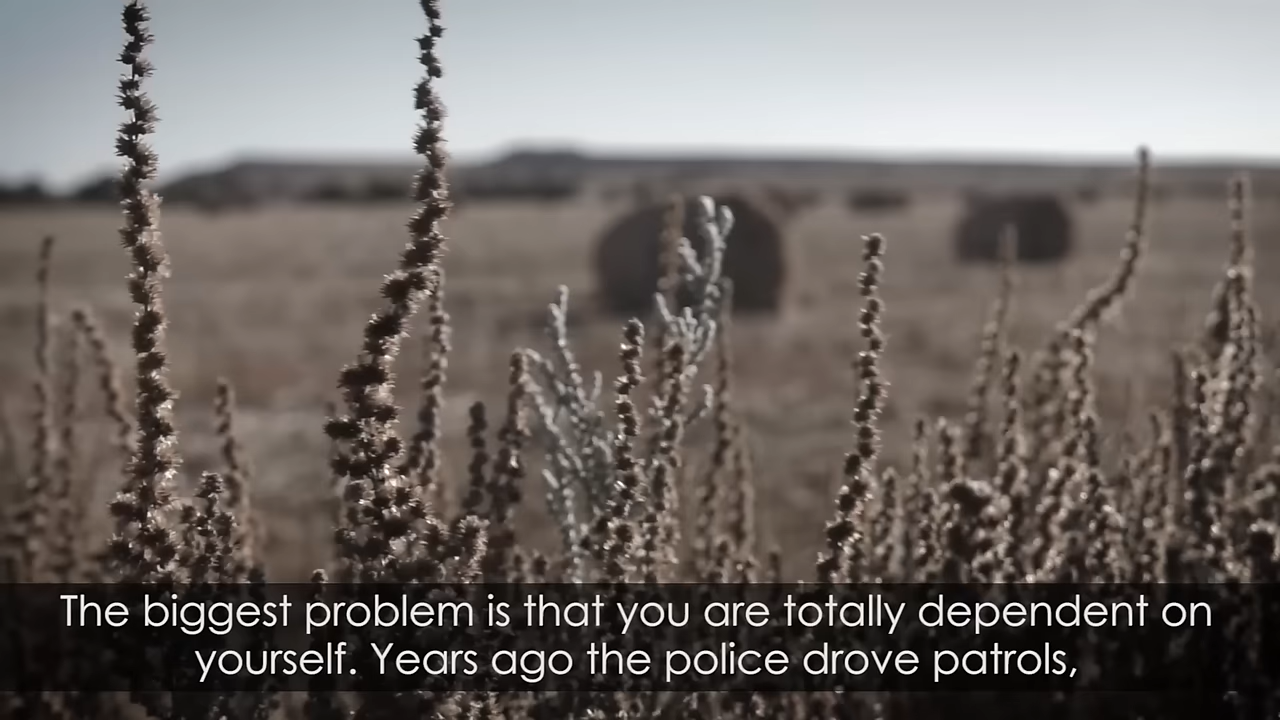 The biggest problem is that you are totally dependent on
yourself. Years ago the police drove patrols,